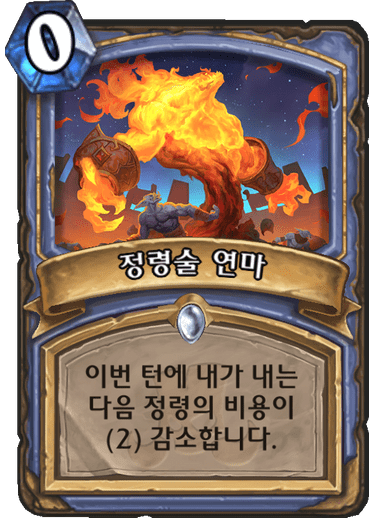 0
정령술 연마
이번 턴에 내가 내는
다음 정령의 비용이
(2) 감소합니다.